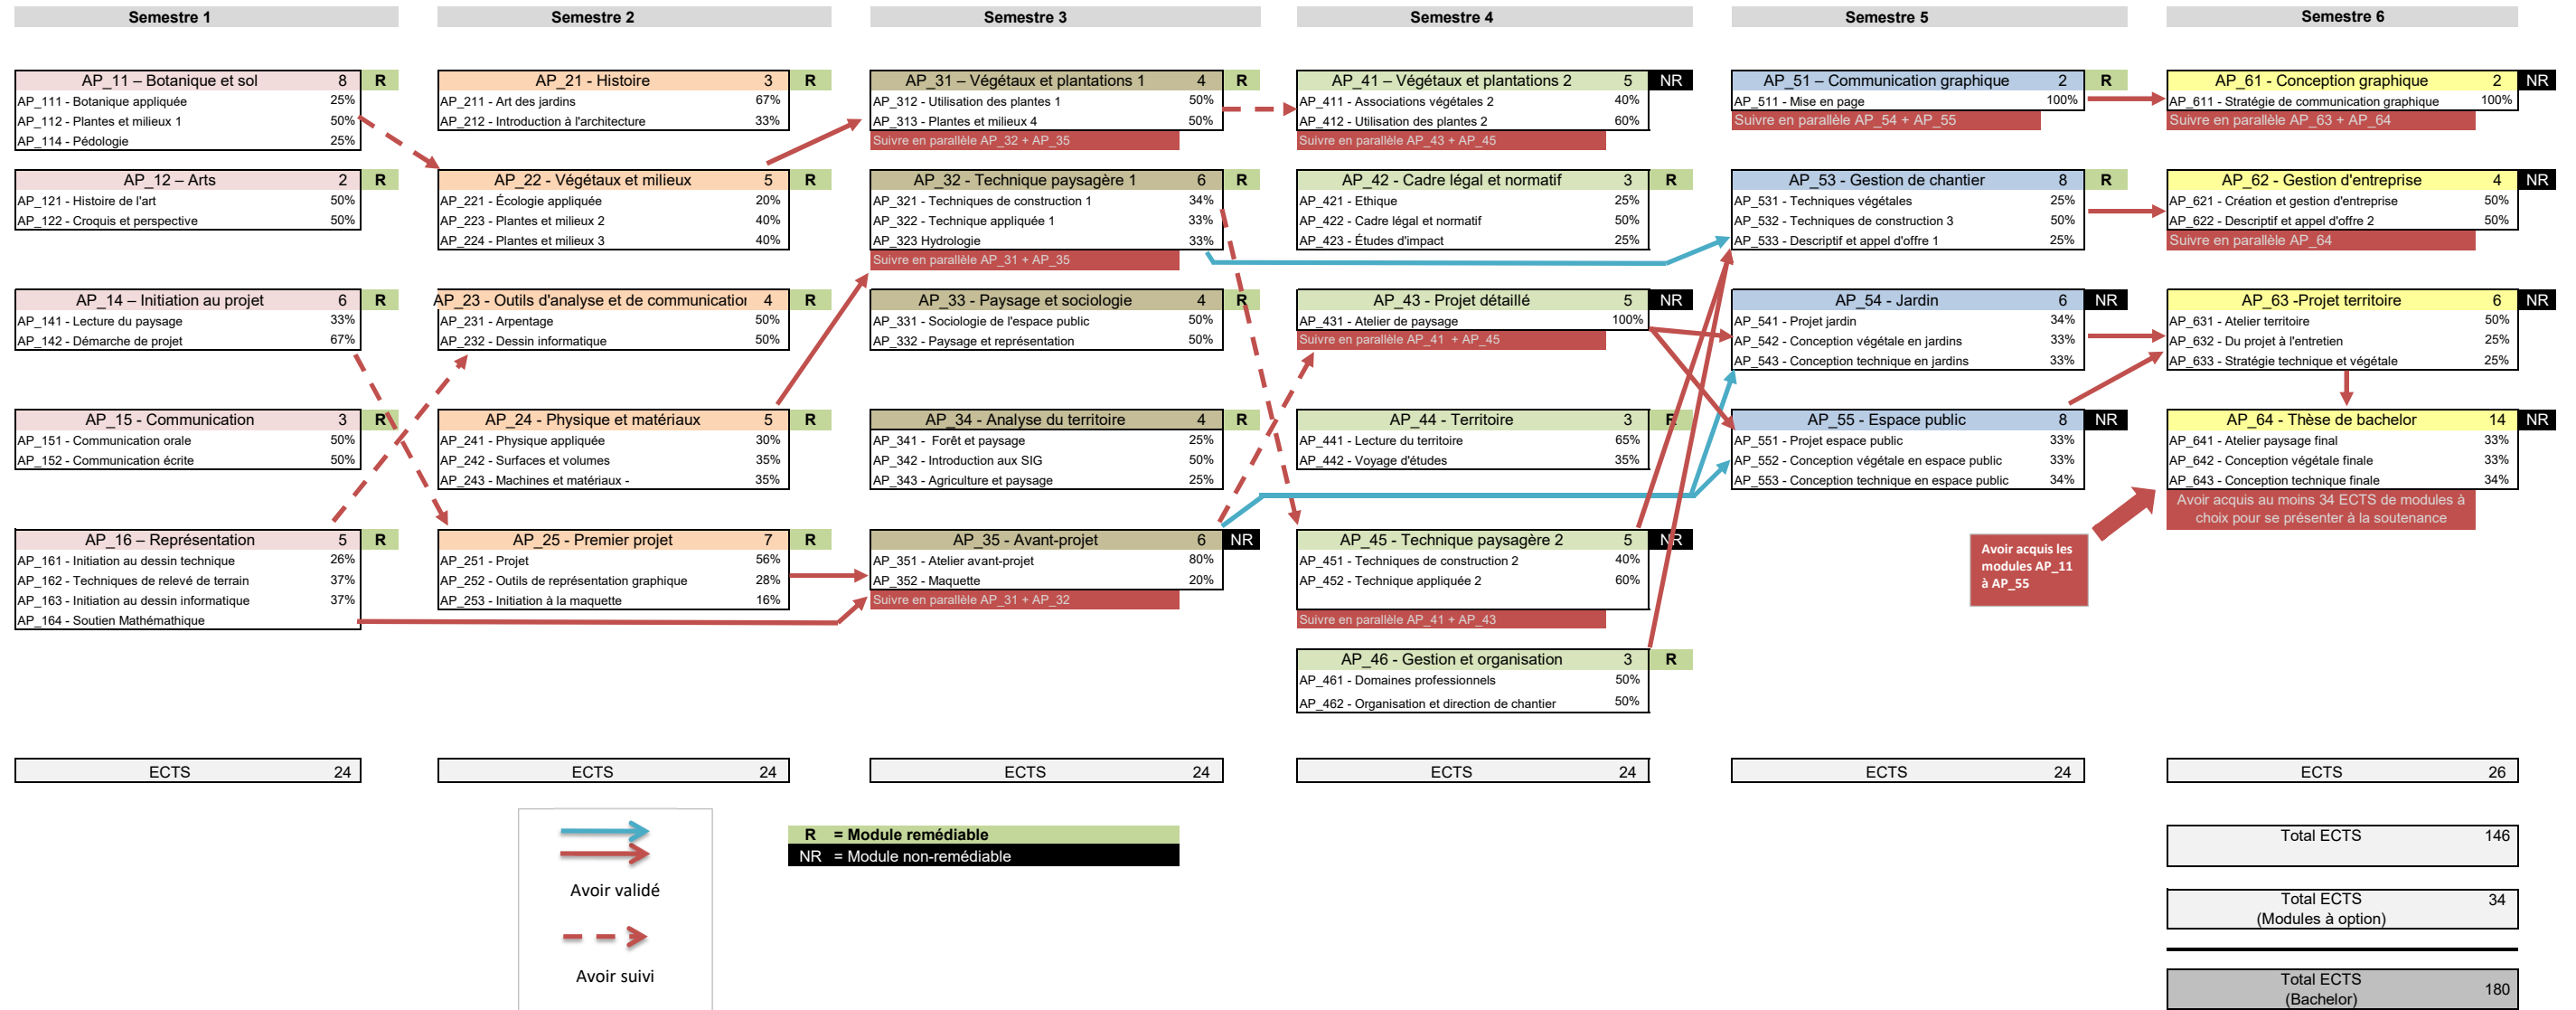 Semestre 1
Semestre 2
Semestre 3
Semestre 4
Semestre 5
Semestre 6
AP_11 – Botanique et sol 8 R
AP_111 - Botanique appliquée 25%
AP_112 - Plantes et milieux 1 50%
AP_114 - Pédologie 25%
AP_12 – Arts 2 R
AP_121 - Histoire de l'art 50%
AP_122 - Croquis et perspective 50%
AP_14 – Initiation au projet 6 R
AP_141 - Lecture du paysage 33%
AP_142 - Démarche de projet 67%
AP_15 - Communication 3 R
AP_151 - Communication orale 50%
AP_152 - Communication écrite 50%
AP_16 – Représentation 5 R
AP_161 - Initiation au dessin technique 26%
AP_162 - Techniques de relevé de terrain 37%
AP_163 - Initiation au dessin informatique 37%
AP_164 - Soutien Mathémathique
ECTS 24
AP_21 - Histoire 3 R
AP_211 - Art des jardins 67%
AP_212 - Introduction à l'architecture 33%
AP_22 - Végétaux et milieux 5 R
AP_221 - Écologie appliquée 20%
AP_223 - Plantes et milieux 2 40%
AP_224 - Plantes et milieux 3 40%
AP_23 - Outils d'analyse et de communication 4 R
AP_231 - Arpentage 50%
AP_232 - Dessin informatique 50%
AP_24 - Physique et matériaux 5 R
AP_241 - Physique appliquée 30%
AP_242 - Surfaces et volumes 35%
AP_243 - Machines et matériaux - 35%
AP_25 - Premier projet 7 R
AP_251 - Projet 56%
AP_252 - Outils de représentation graphique 28%
AP_253 - Initiation à la maquette 16%
ECTS 24
AP_31 – Végétaux et plantations 1 4 R
AP_312 - Utilisation des plantes 1 50%
AP_313 - Plantes et milieux 4 50%
Suivre en parallèle AP_32 + AP_35
AP_32 - Technique paysagère 1 6 R
AP_321 - Techniques de construction 1 34%
AP_322 - Technique appliquée 1 33%
AP_323 Hydrologie 33%
Suivre en parallèle AP_31 + AP_35
AP_33 - Paysage et sociologie 4 R
AP_331 - Sociologie de l'espace public 50%
AP_332 - Paysage et représentation 50%
AP_34 - Analyse du territoire 4 R
AP_341 - Forêt et paysage 25%
AP_342 - Introduction aux SIG 50%
AP_343 - Agriculture et paysage 25%
AP_35 - Avant-projet 6 NR
AP_351 - Atelier avant-projet 80%
AP_352 - Maquette 20%
Suivre en parallèle AP_31 + AP_32
ECTS 24
AP_41 – Végétaux et plantations 2 5 NR
AP_411 - Associations végétales 2 40%
AP_412 - Utilisation des plantes 2 60%
Suivre en parallèle AP_43 + AP_45
AP_42 - Cadre légal et normatif 3 R
AP_421 - Ethique 25%
AP_422 - Cadre légal et normatif 50%
AP_423 - Études d'impact 25%
AP_43 - Projet détaillé 5 NR
AP_431 - Atelier de paysage 100%
Suivre en parallèle AP_41 + AP_45
AP_44 - Territoire 3 R
AP_441 - Lecture du territoire 65%
AP_442 - Voyage d'études 35%
AP_45 - Technique paysagère 2 5 NR
AP_451 - Techniques de construction 2 40%
AP_452 - Technique appliquée 2 60%
Suivre en parallèle AP_41 + AP_43
AP_46 - Gestion et organisation 3 R
AP_461 - Domaines professionnels 50%
AP_462 - Organisation et direction de chantier 50%
ECTS 24
AP_51 – Communication graphique 2 R
AP_511 - Mise en page 100%
Suivre en parallèle AP_54 + AP_55
AP_53 - Gestion de chantier 8 R
AP_531 - Techniques végétales 25%
AP_532 - Techniques de construction 3 50%
AP_533 - Descriptif et appel d'offre 1 25%
AP_54 - Jardin 6 NR
AP_541 - Projet jardin 34%
AP_542 - Conception végétale en jardins 33%
AP_543 - Conception technique en jardins 33%
AP_55 - Espace public 8 NR
AP_551 - Projet espace public 33%
AP_552 - Conception végétale en espace public 33%
AP_553 - Conception technique en espace public 34%
Avoir acquis les
modules AP_11
à AP_55
ECTS 24
AP_61 - Conception graphique 2 NR
AP_611 - Stratégie de communication graphique 100%
Suivre en parallèle AP_63 + AP_64
AP_62 - Gestion d'entreprise 4 NR
AP_621 - Création et gestion d'entreprise 50%
AP_622 - Descriptif et appel d'offre 2 50%
Suivre en parallèle AP_64
AP_63 -Projet territoire 6 NR
AP_631 - Atelier territoire 50%
AP_632 - Du projet à l'entretien 25%
AP_633 - Stratégie technique et végétale 25%
AP_64 - Thèse de bachelor 14 NR
AP_641 - Atelier paysage final 33%
AP_642 - Conception végétale finale 33%
AP_643 - Conception technique finale 34%
Avoir acquis au moins 34 ECTS de modules à
choix pour se présenter à la soutenance
ECTS 26
Avoir validé
Avoir suivi
R = Module remédiable
NR = Module non-remédiable
Total ECTS 146
Total ECTS 34
(Modules à option)
Total ECTS 180
(Bachelor)